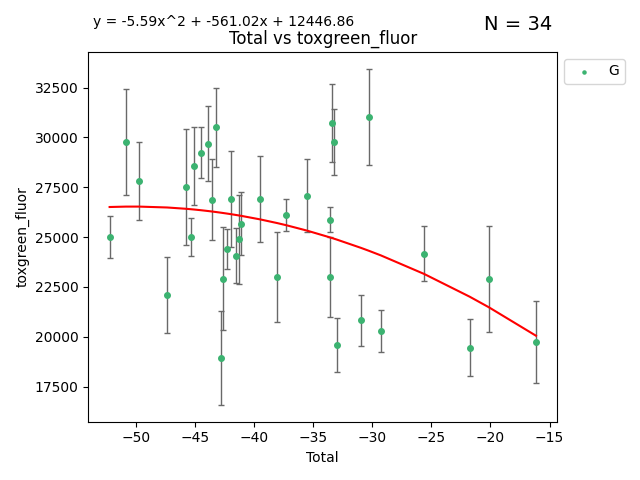 y = -5.59x^2 + -561.02x + 12446.86
N = 34
Total vs toxgreen_fluor
G
toxgreen_fluor
32500
30000
27500
25000
22500
20000
17500
−50 −45 −40 −35 −30 −25 −20 −15
Total